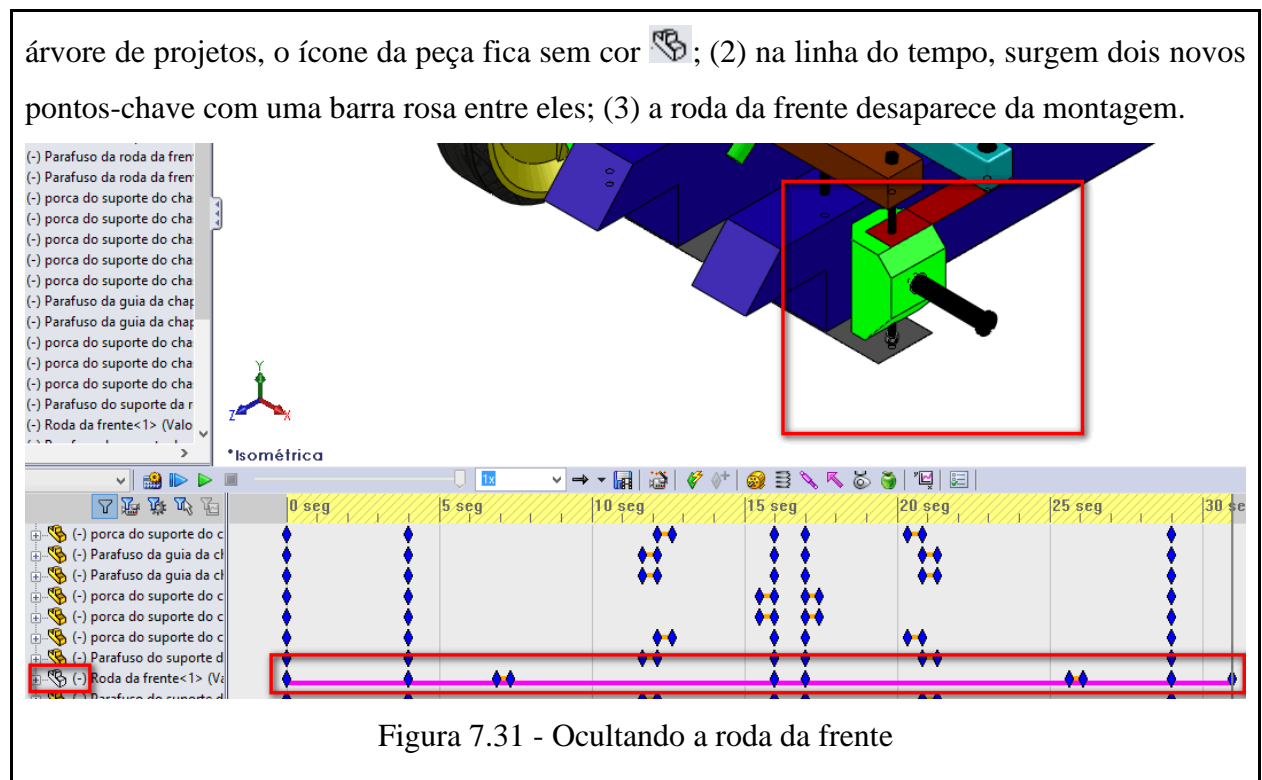 árvore de projetos, o ícone da peça fica sem cor ; (2) na linha do tempo, surgem dois novos
pontos-chave com uma barra rosa entre eles; (3) a roda da frente desaparece da montagem.
(-) Parafuso da roda da fren
(-) Parafuso da roda da fren
(-) porca do suporte do cha
(-) porca do suporte do cha
(-) porca do suporte do cha
(-) porca do suporte do cha
(-) porca do suporte do cha
(-) Parafuso da guia da chap
(-) Parafuso da guia da chap
(-) porca do suporte do cha
(-) porca do suporte do cha
(-) porca do suporte do cha
(-) Parafuso do suporte da r
(-) Roda da frente<1> (Valo
Y
Z X
*Isométrica
1x
0 seg 5 seg 10 seg 15 seg 20 seg 25 seg 30 se
(-) porca do suporte do c
(-) Parafuso da guia da ch
(-) Parafuso da guia da ch
(-) porca do suporte do c
(-) porca do suporte do c
(-) porca do suporte do c
(-) Parafuso do suporte d
(-) Roda da frente<1> (Va
(-) Parafuso do suporte d
Figura 7.31 - Ocultando a roda da frente